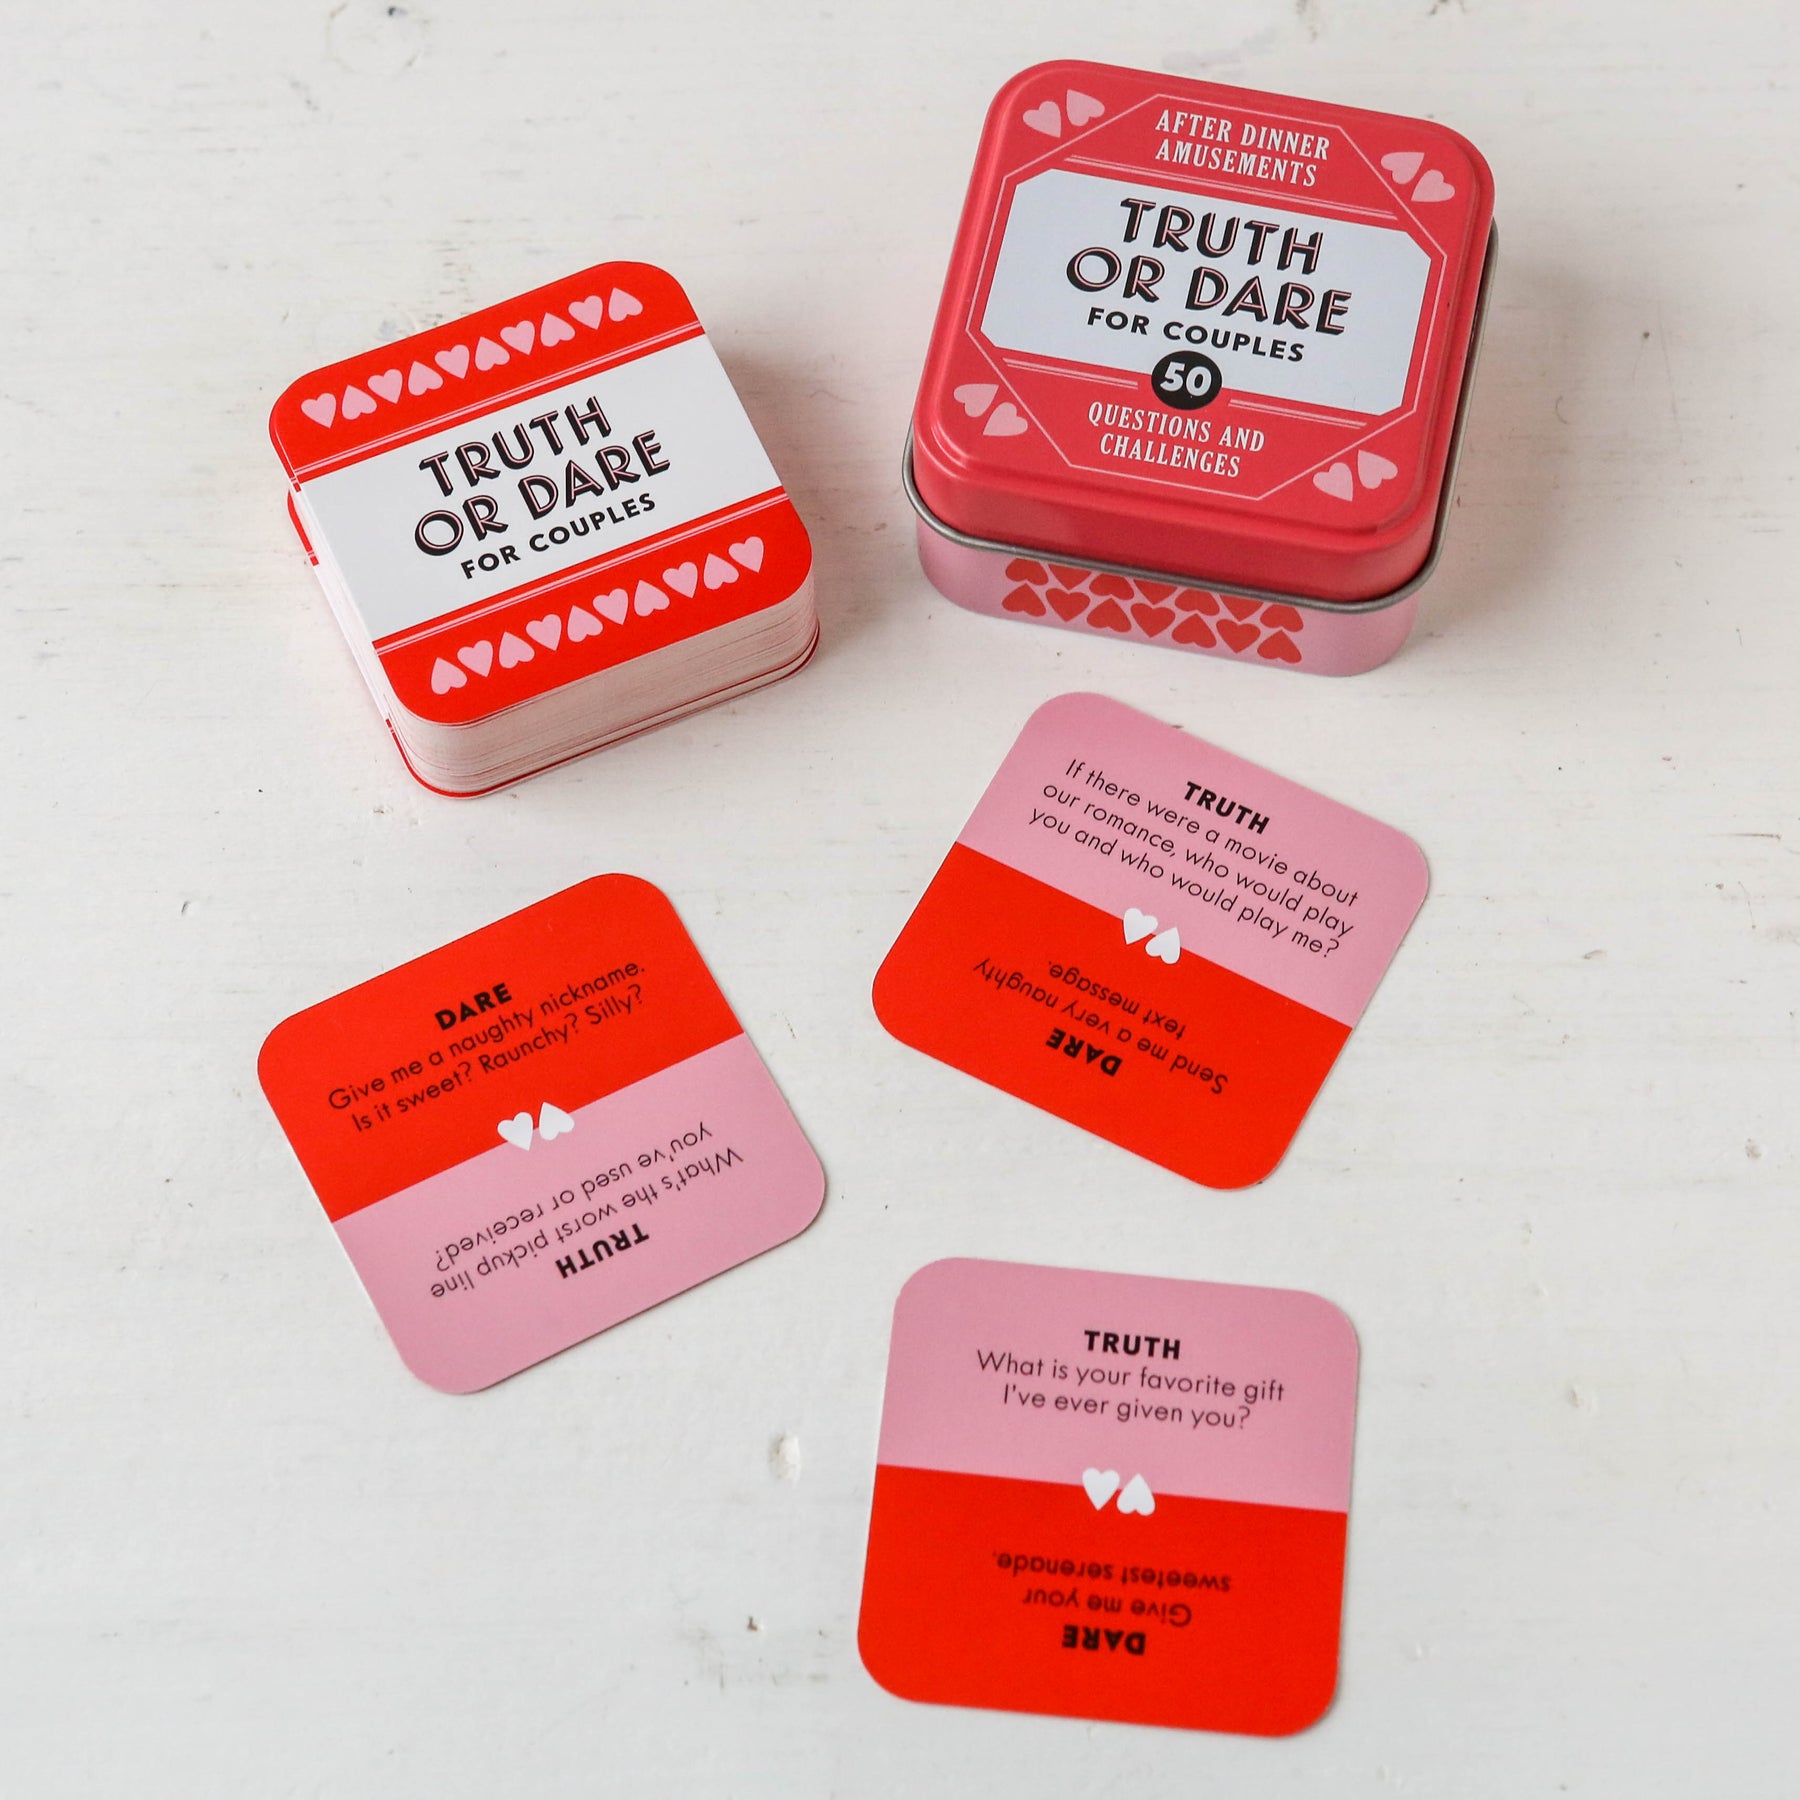 AFTER DINNER
AMUSEMENTS
TRUTH
OR DARE
FOR COUPLES
50
QUESTIONS AND
CHALLENGES
TRUTH
OR DARE
FOR COUPLES
TRUTH
If there were a movie about
our romance, who would play
you and who would play me?
DARE
Send me a very naughty
text message.
DARE
Give me a naughty nickname.
Is it sweet? Raunchy? Silly?
TRUTH
What's the worst pickup line
you've used or received?
TRUTH
What is your favorite gift
I've ever given you?
DARE
Give me your
sweetest serenade.